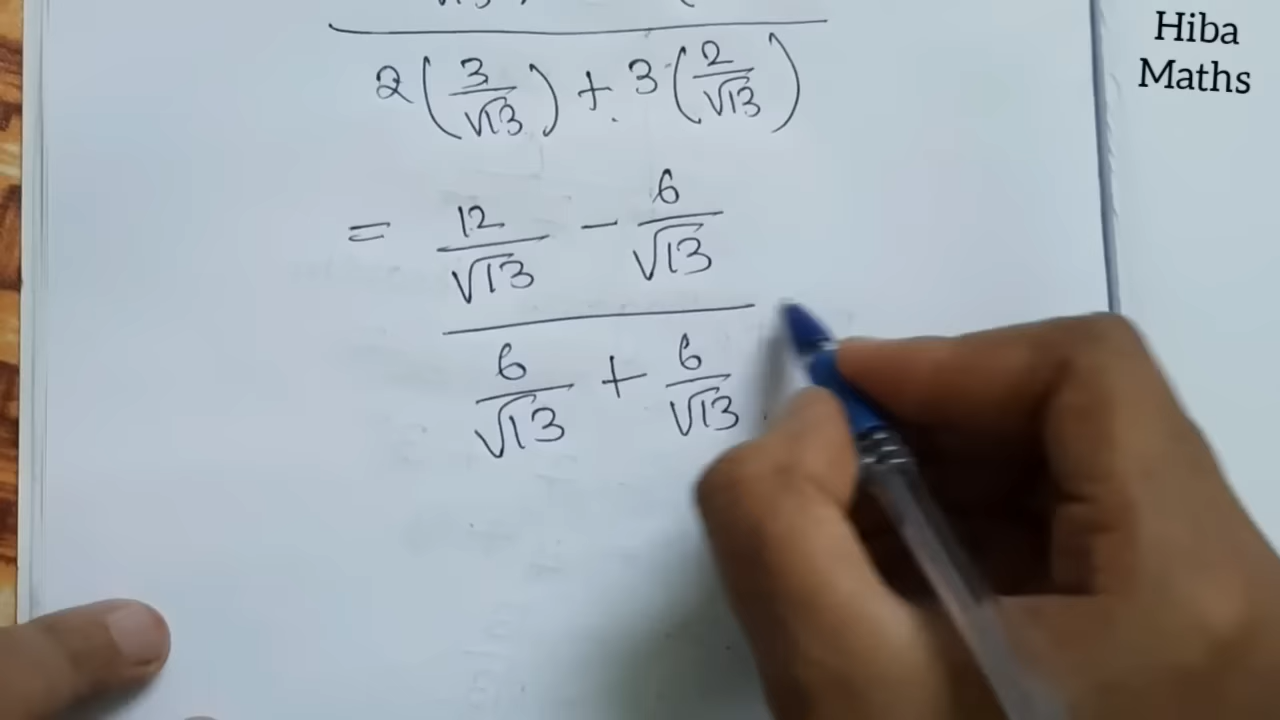 Hiba
Maths
2(3/√13) + 3(2/√13)
= 12/√13 - 6/√13
6/√13 + 6/√13